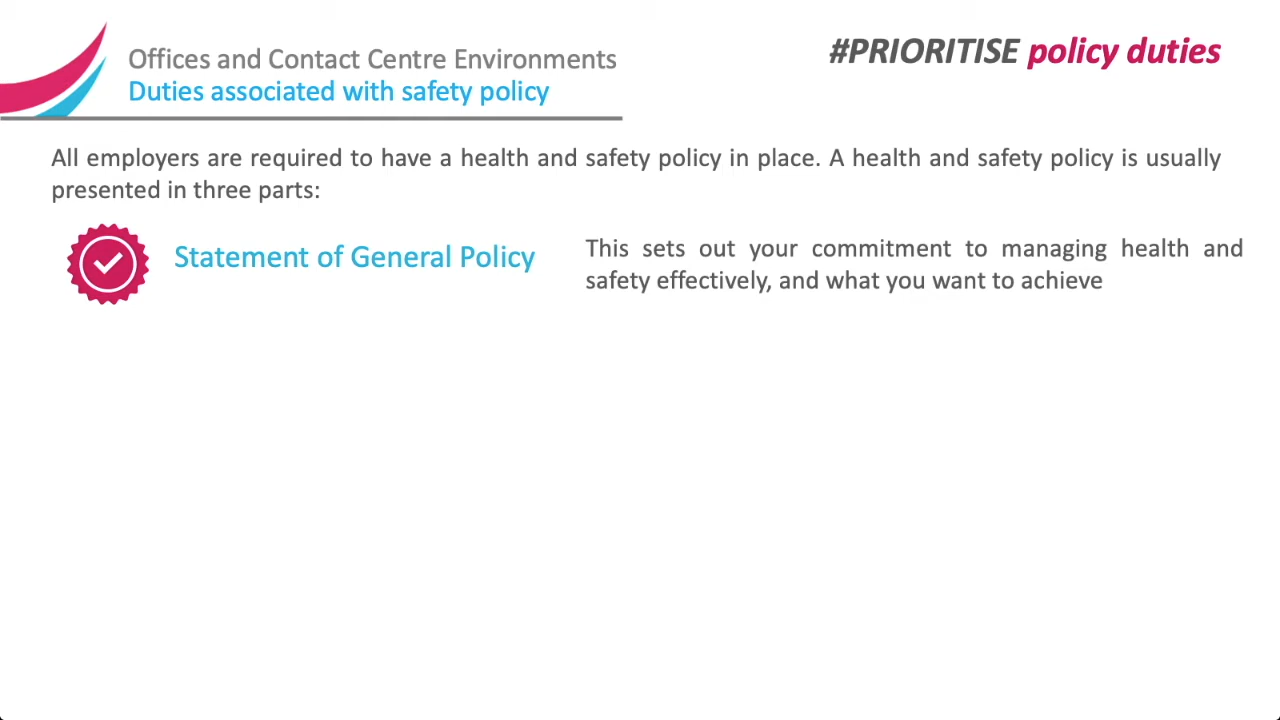 Offices and Contact Centre Environments
Duties associated with safety policy
#PRIORITISE policy duties
All employers are required to have a health and safety policy in place. A health and safety policy is usually
presented in three parts:
Statement of General Policy
This sets out your commitment to managing health and
safety effectively, and what you want to achieve